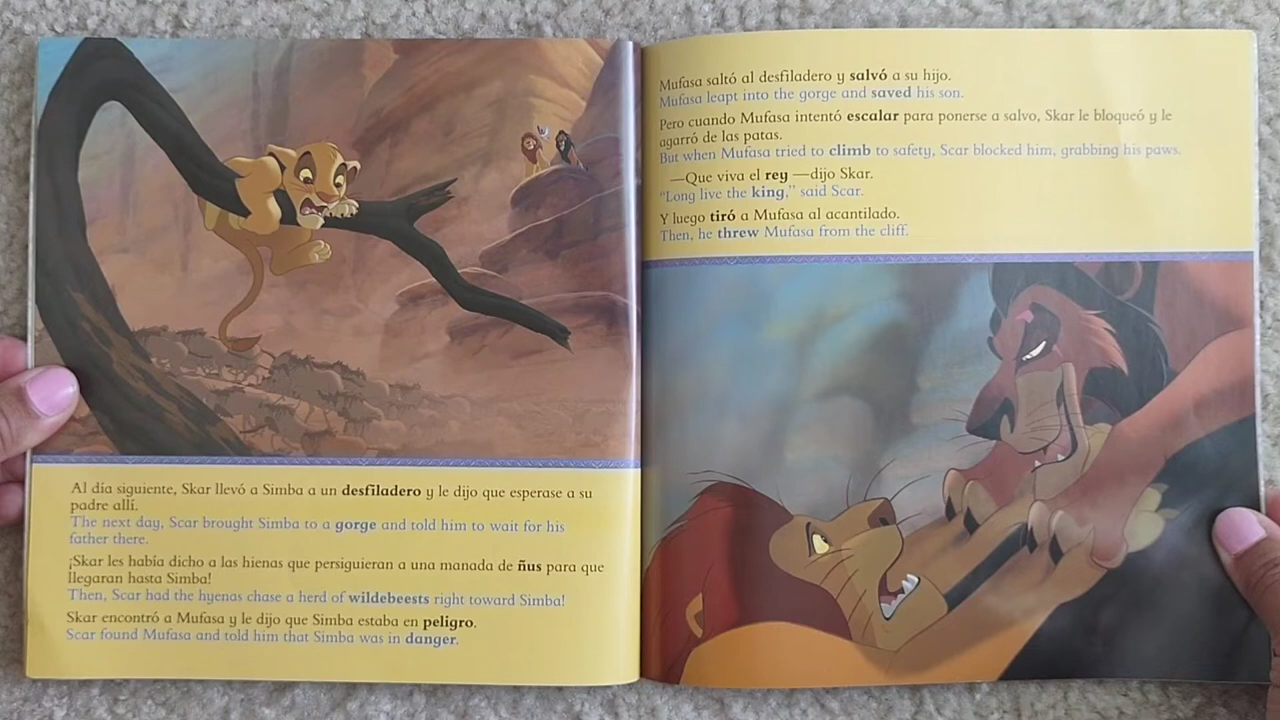 Al día siguiente, Skar llevó a Simba a un desfiladero y le dijo que esperase a su
padre allí.
The next day, Scar brought Simba to a gorge and told him to wait for his
father there.
¡Skar les había dicho a las hienas que persiguieran a una manada de ñus para que
llegaran hasta Simba!
Then, Scar had the hyenas chase a herd of wildebeests right toward Simba!
Skar encontró a Mufasa y le dijo que Simba estaba en peligro.
Scar found Mufasa and told him that Simba was in danger.
Mufasa saltó al desfiladero y salvó a su hijo.
Mufasa leapt into the gorge and saved his son.
Pero cuando Mufasa intentó escalar para ponerse a salvo, Skar le bloqueó y le
agarró de las patas.
But when Mufasa tried to climb to safety, Scar blocked him, grabbing his paws.
—Que viva el rey —dijo Skar.
“Long live the king,” said Scar.
Y luego tiró a Mufasa al acantilado.
Then, he threw Mufasa from the cliff.